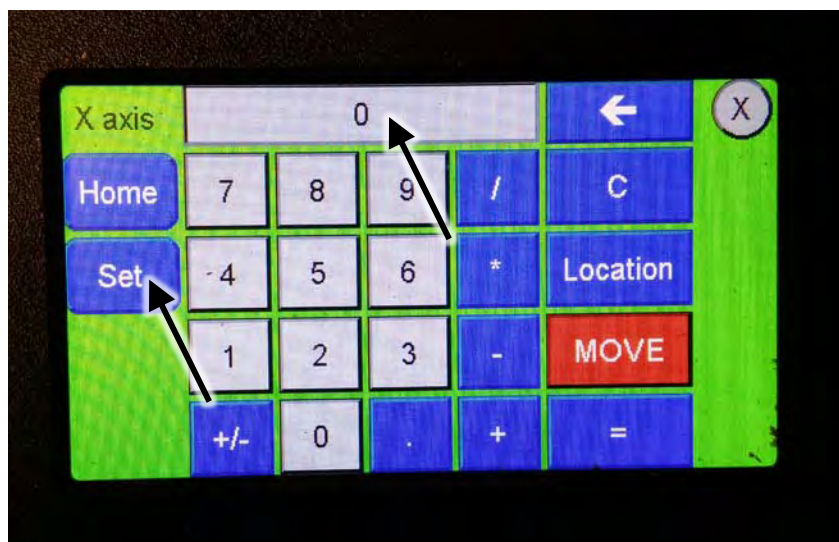 X axis 0 ← X
Home 7 8 9 / C
Set 4 5 6 * Location
1 2 3 - MOVE
+/- 0 . + =